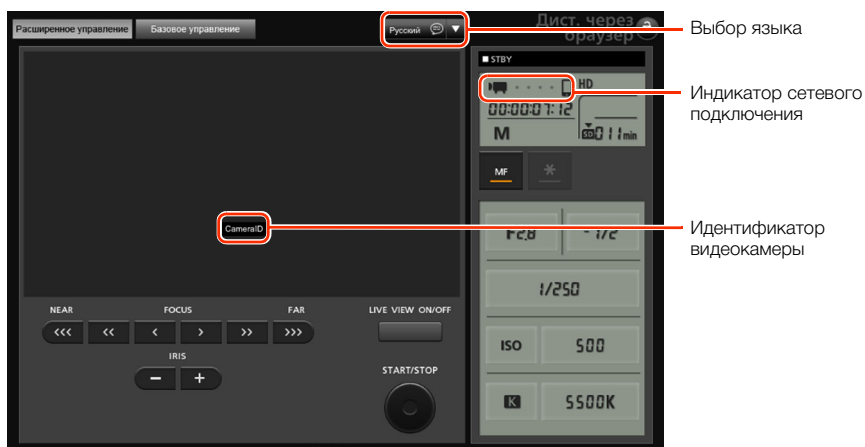 Расширенное управление
Базовое управление
Русский
Дист. через
браузер
Выбор языка
STBY
HD
00:00:07:12
M
SD 011min
Индикатор сетевого
подключения
MF
CameraID
Идентификатор
видеокамеры
F2.8
-1/2
1/250
NEAR
FOCUS
FAR
LIVE VIEW ON/OFF
<<<
<<
<
>
>>
>>>
ISO
500
IRIS
−
+
START/STOP
K
5500K